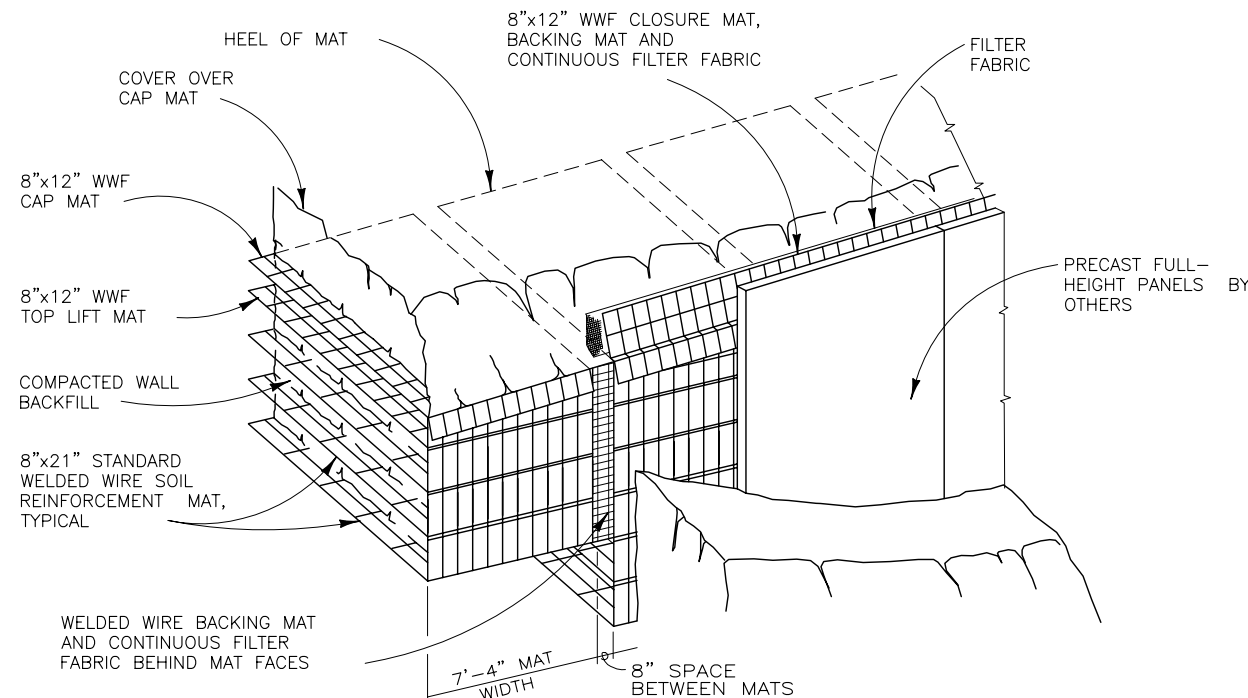 8"x12" WWF CLOSURE MAT,
BACKING MAT AND
CONTINUOUS FILTER FABRIC
HEEL OF MAT
FILTER
FABRIC
COVER OVER
CAP MAT
8"x12" WWF
CAP MAT
8"x12" WWF
TOP LIFT MAT
PRECAST FULL–
HEIGHT PANELS BY
OTHERS
COMPACTED WALL
BACKFILL
8"x21" STANDARD
WELDED WIRE SOIL
REINFORCEMENT MAT,
TYPICAL
WELDED WIRE BACKING MAT
AND CONTINUOUS FILTER
FABRIC BEHIND MAT FACES
7'–4" MAT
WIDTH
8" SPACE
BETWEEN MATS